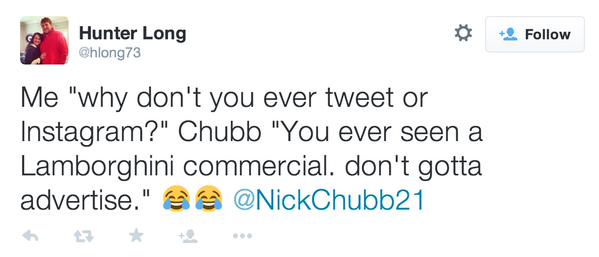 Hunter Long
@hlong73
Follow
Me "why don't you ever tweet or
Instagram?" Chubb "You ever seen a
Lamborghini commercial. don't gotta
advertise." 😂😂 @NickChubb21